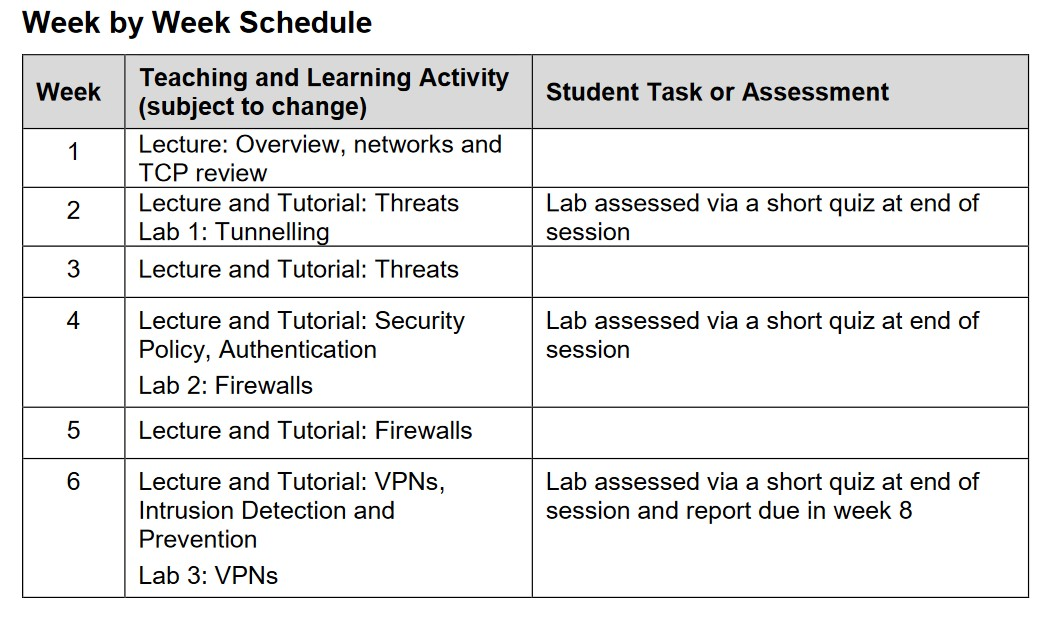 Week by Week Schedule
Week
Teaching and Learning Activity
(subject to change)
Student Task or Assessment
1
Lecture: Overview, networks and
TCP review
2
Lecture and Tutorial: Threats
Lab 1: Tunnelling
Lab assessed via a short quiz at end of
session
3
Lecture and Tutorial: Threats
4
Lecture and Tutorial: Security
Policy, Authentication
Lab 2: Firewalls
Lab assessed via a short quiz at end of
session
5
Lecture and Tutorial: Firewalls
6
Lecture and Tutorial: VPNs,
Intrusion Detection and
Prevention
Lab 3: VPNs
Lab assessed via a short quiz at end of
session and report due in week 8